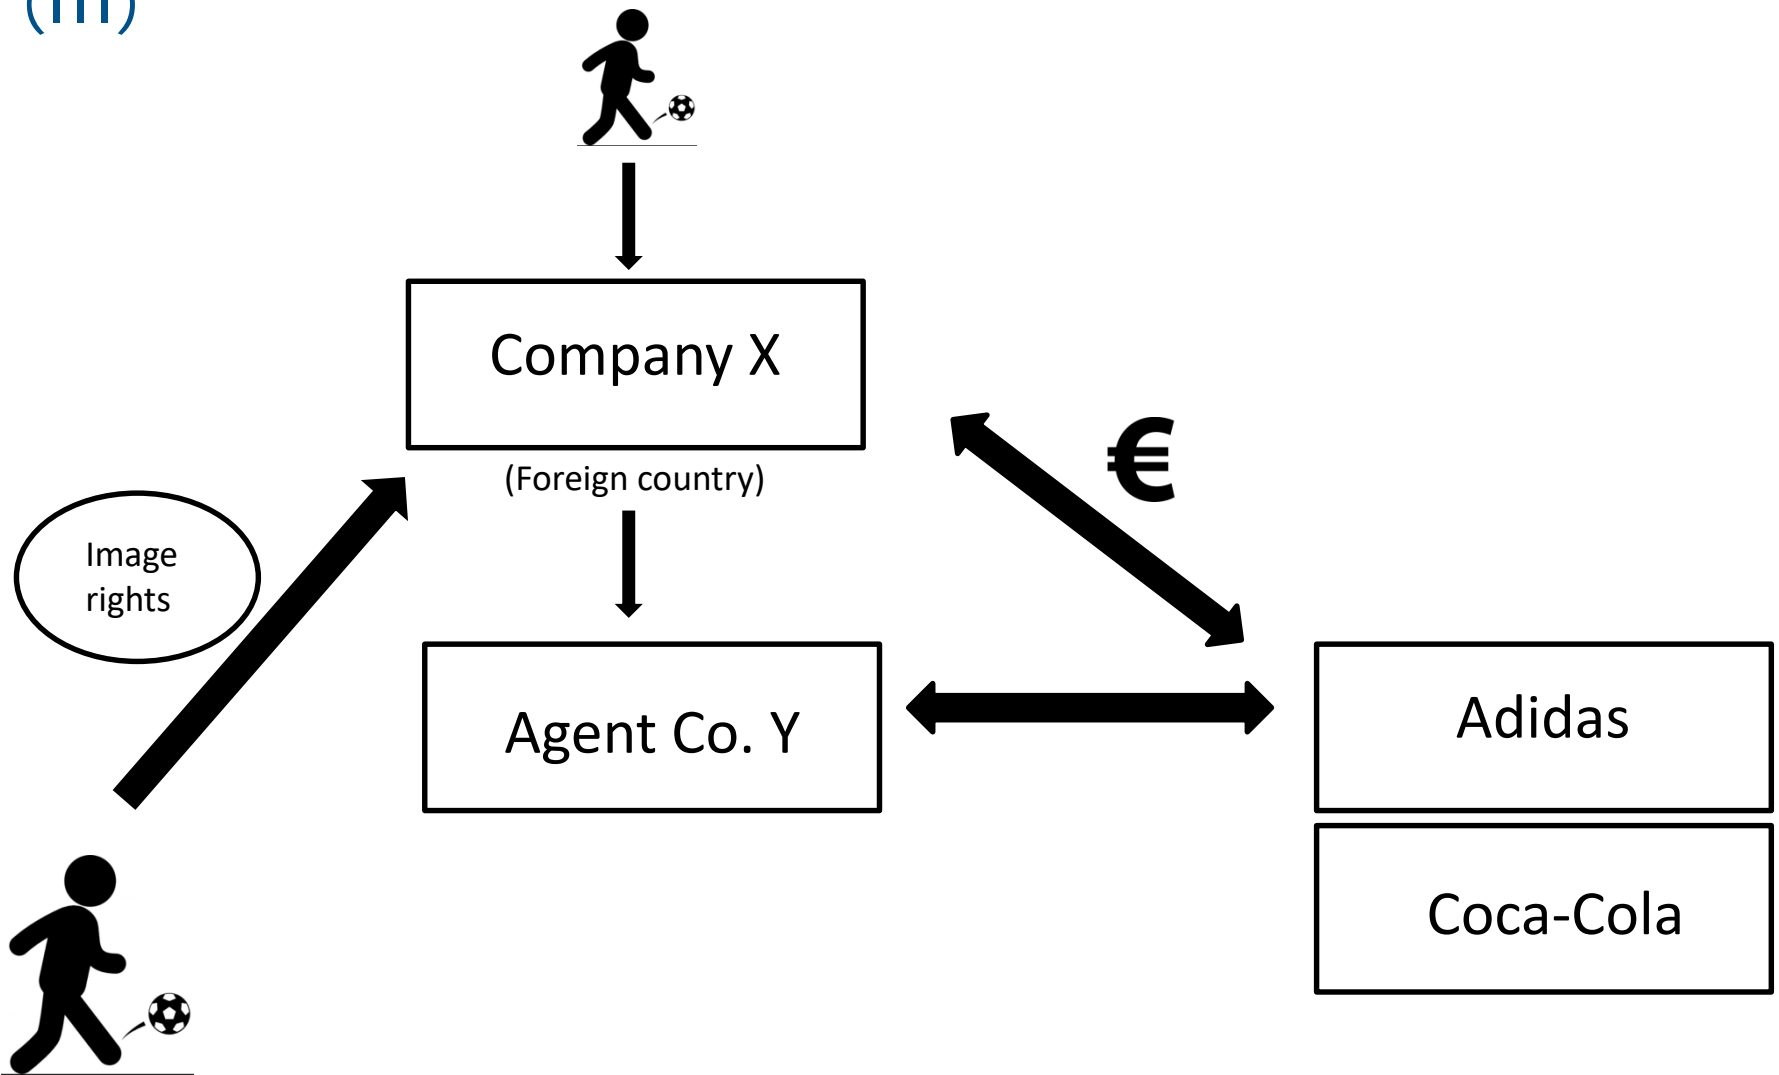 (III)
Company X
(Foreign country)
€
Image
rights
Agent Co. Y
Adidas
Coca-Cola